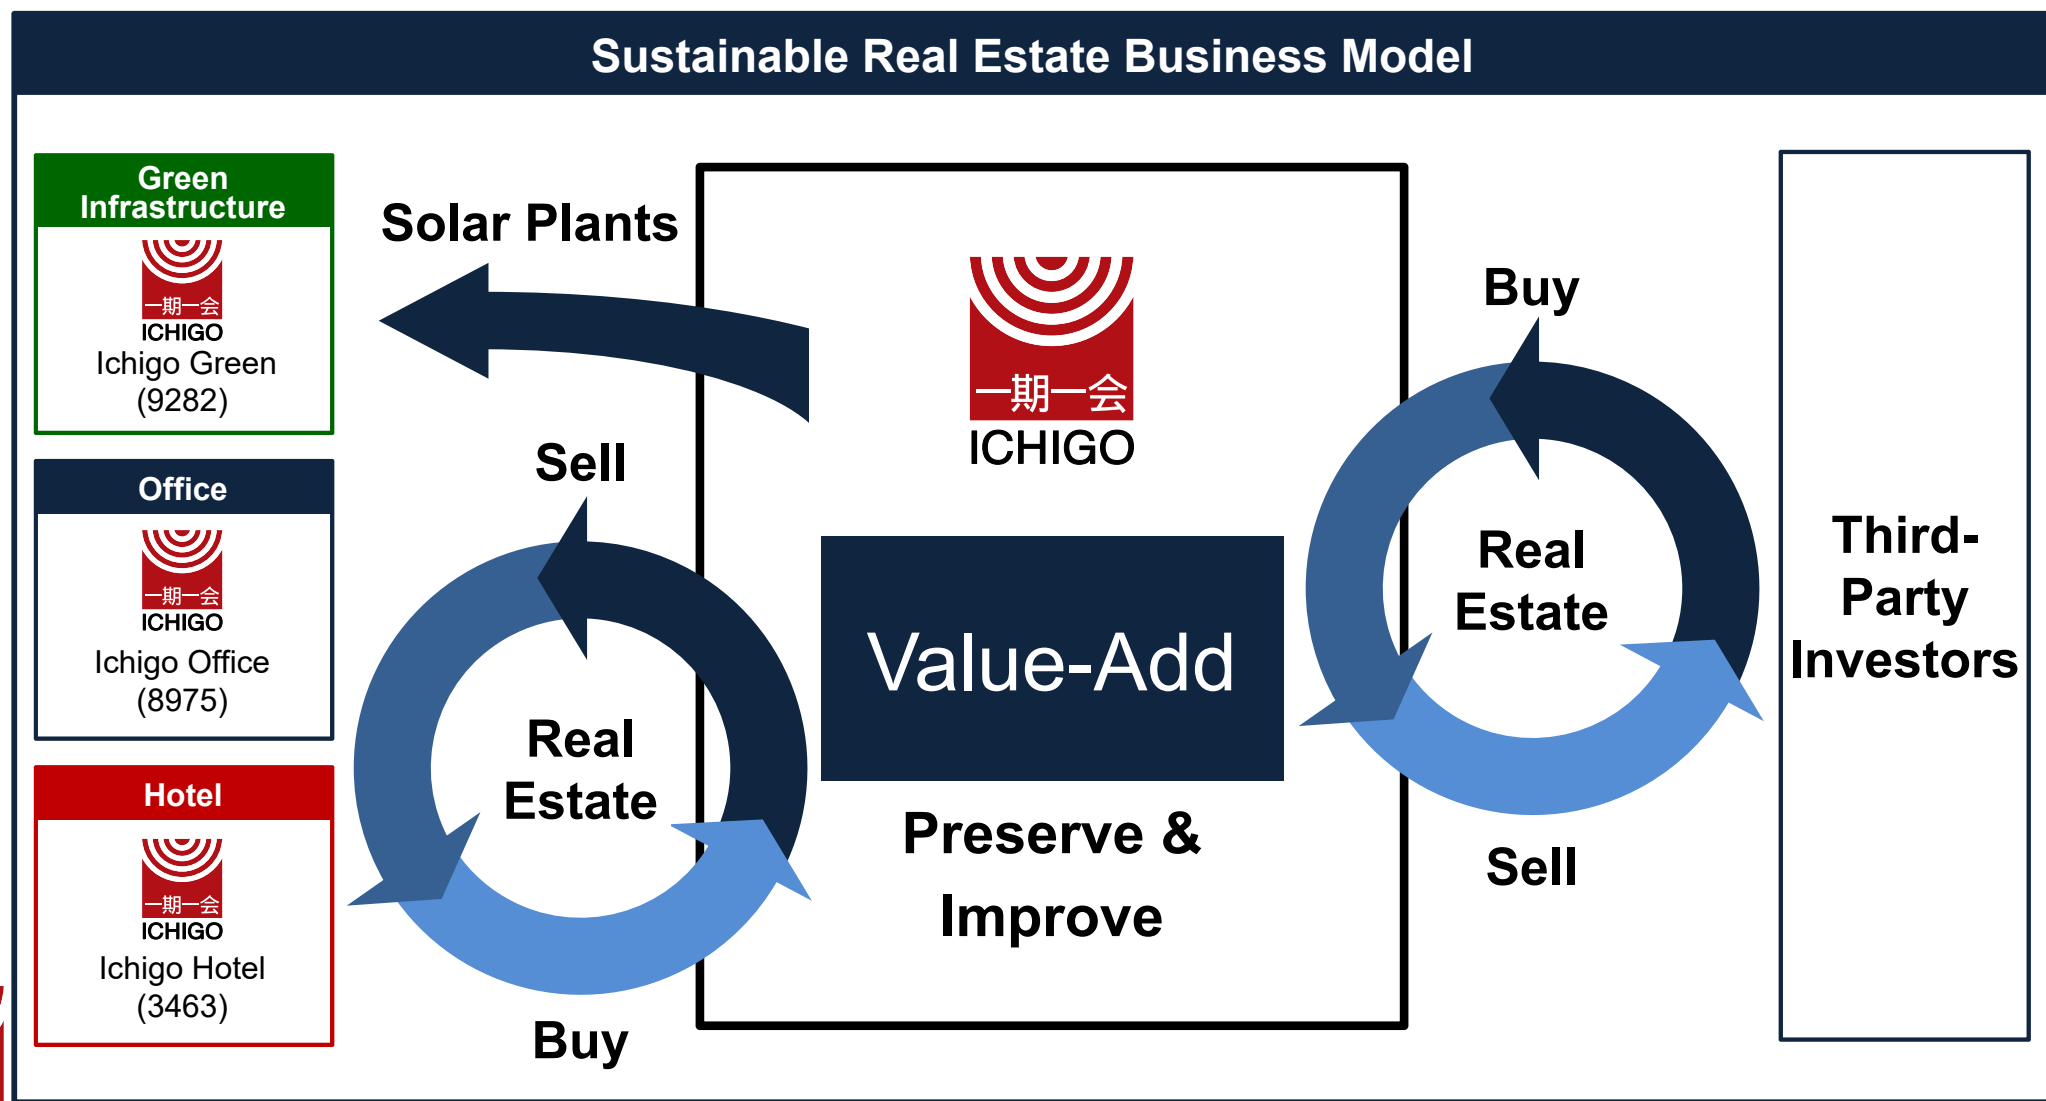 Sustainable Real Estate Business Model
Green
Infrastructure
一期一会
ICHIGO
Ichigo Green
(9282)
Office
一期一会
ICHIGO
Ichigo Office
(8975)
Hotel
一期一会
ICHIGO
Ichigo Hotel
(3463)
Solar Plants
Sell
Real
Estate
Buy
一期一会
ICHIGO
Value-Add
Preserve &
Improve
Buy
Real
Estate
Sell
Third-
Party
Investors